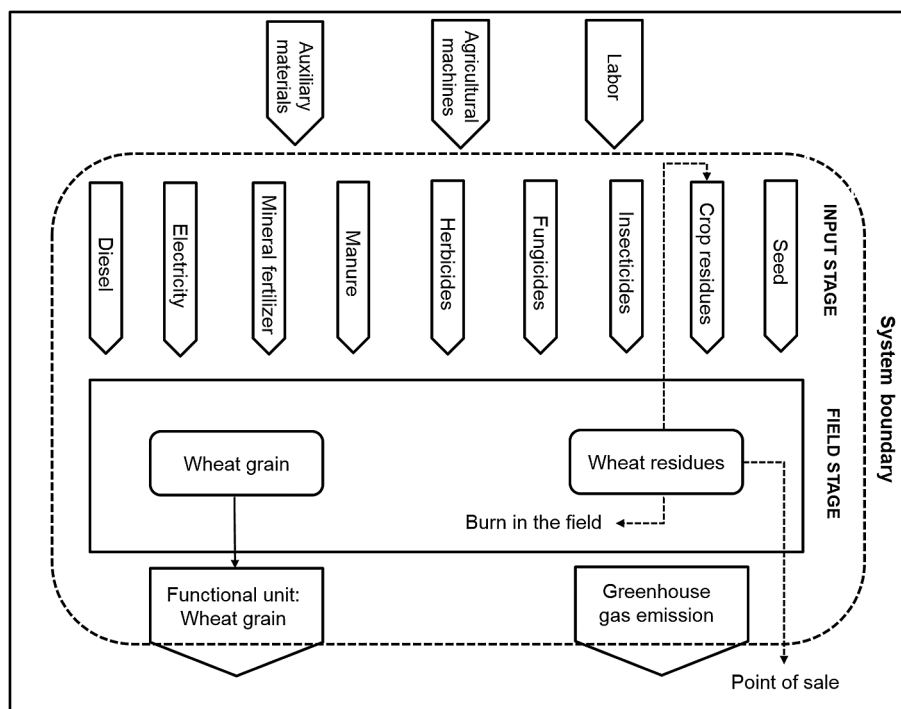 Auxiliary
materials
Agricultural
machines
Labor
Diesel
Electricity
Mineral fertilizer
Manure
Herbicides
Fungicides
Insecticides
Crop residues
Seed
INPUT STAGE
System boundary
FIELD STAGE
Wheat grain
Wheat residues
Burn in the field
Functional unit:
Wheat grain
Greenhouse
gas emission
Point of sale